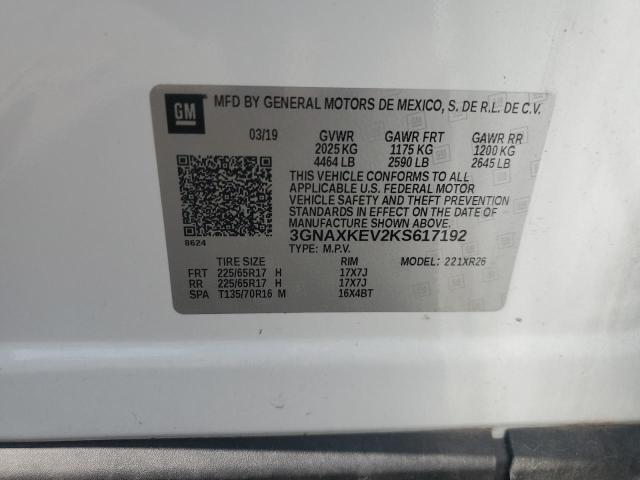 GM MFD BY GENERAL MOTORS DE MEXICO, S. DE R.L. DE C.V.
03/19 GVWR GAWR FRT GAWR RR
2025 KG 1175 KG 1200 KG
4464 LB 2590 LB 2645 LB
THIS VEHICLE CONFORMS TO ALL
APPLICABLE U.S. FEDERAL MOTOR
VEHICLE SAFETY AND THEFT PREVENTION
STANDARDS IN EFFECT ON THE DATE OF
MANUFACTURE SHOWN ABOVE.
8624 3GNAXKEV2KS617192
TYPE: M.P.V. MODEL: 221XR26
TIRE SIZE RIM
FRT 225/65R17 H 17X7J
RR 225/65R17 H 17X7J
SPA T135/70R16 M 16X4BT